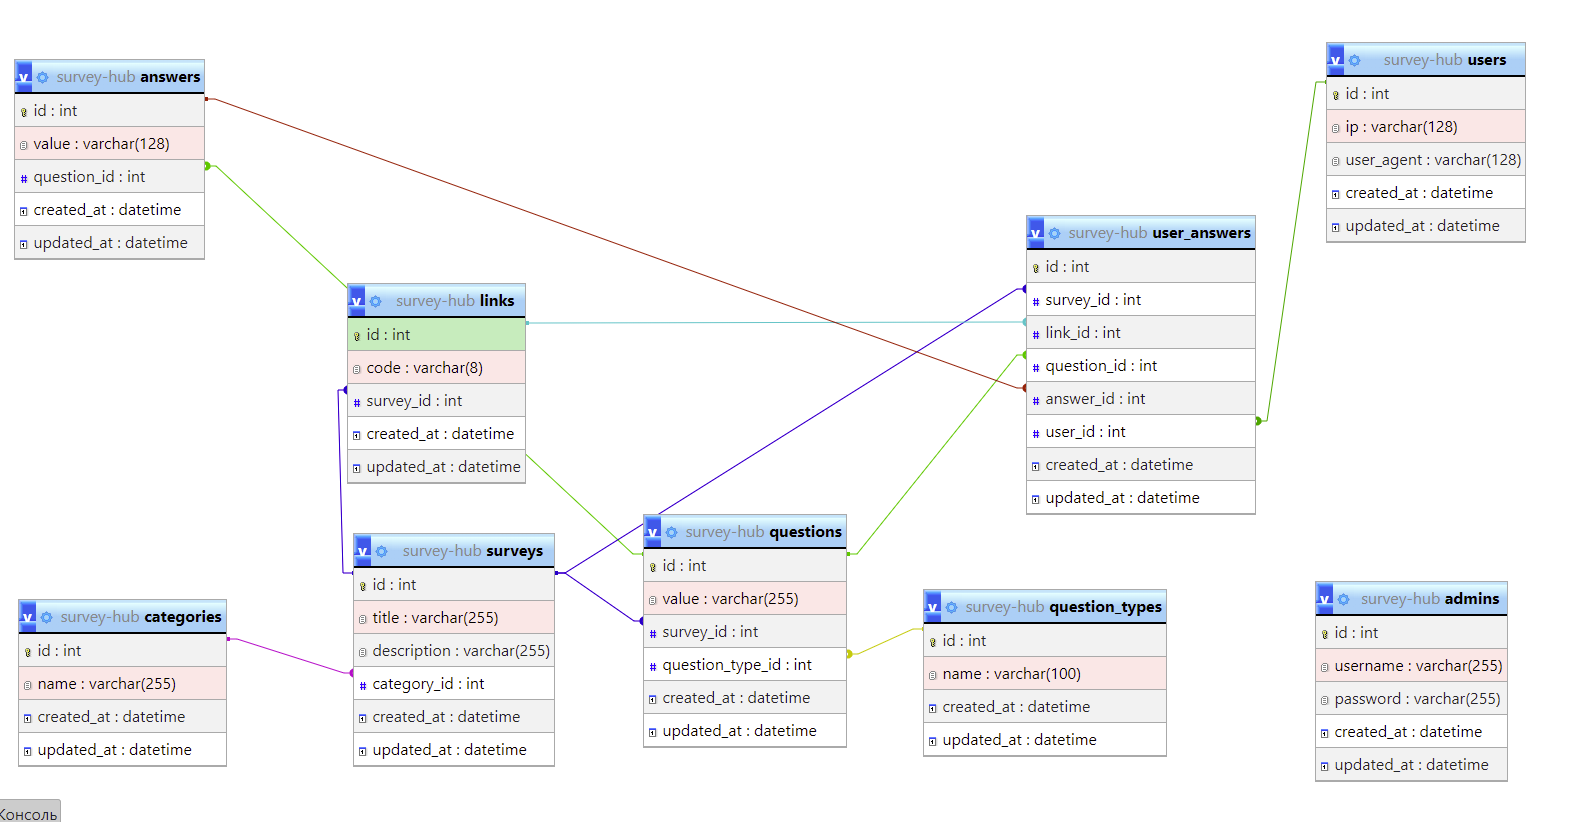 survey-hub answers
id : int
value : varchar(128)
question_id : int
created_at : datetime
updated_at : datetime
survey-hub links
id : int
code : varchar(8)
survey_id : int
created_at : datetime
updated_at : datetime
survey-hub categories
id : int
name : varchar(255)
created_at : datetime
updated_at : datetime
survey-hub surveys
id : int
title : varchar(255)
description : varchar(255)
category_id : int
created_at : datetime
updated_at : datetime
survey-hub questions
id : int
value : varchar(255)
survey_id : int
question_type_id : int
created_at : datetime
updated_at : datetime
survey-hub question_types
id : int
name : varchar(100)
created_at : datetime
updated_at : datetime
survey-hub user_answers
id : int
survey_id : int
link_id : int
question_id : int
answer_id : int
user_id : int
created_at : datetime
updated_at : datetime
survey-hub users
id : int
ip : varchar(128)
user_agent : varchar(128)
created_at : datetime
updated_at : datetime
survey-hub admins
id : int
username : varchar(255)
password : varchar(255)
created_at : datetime
updated_at : datetime
Консоль